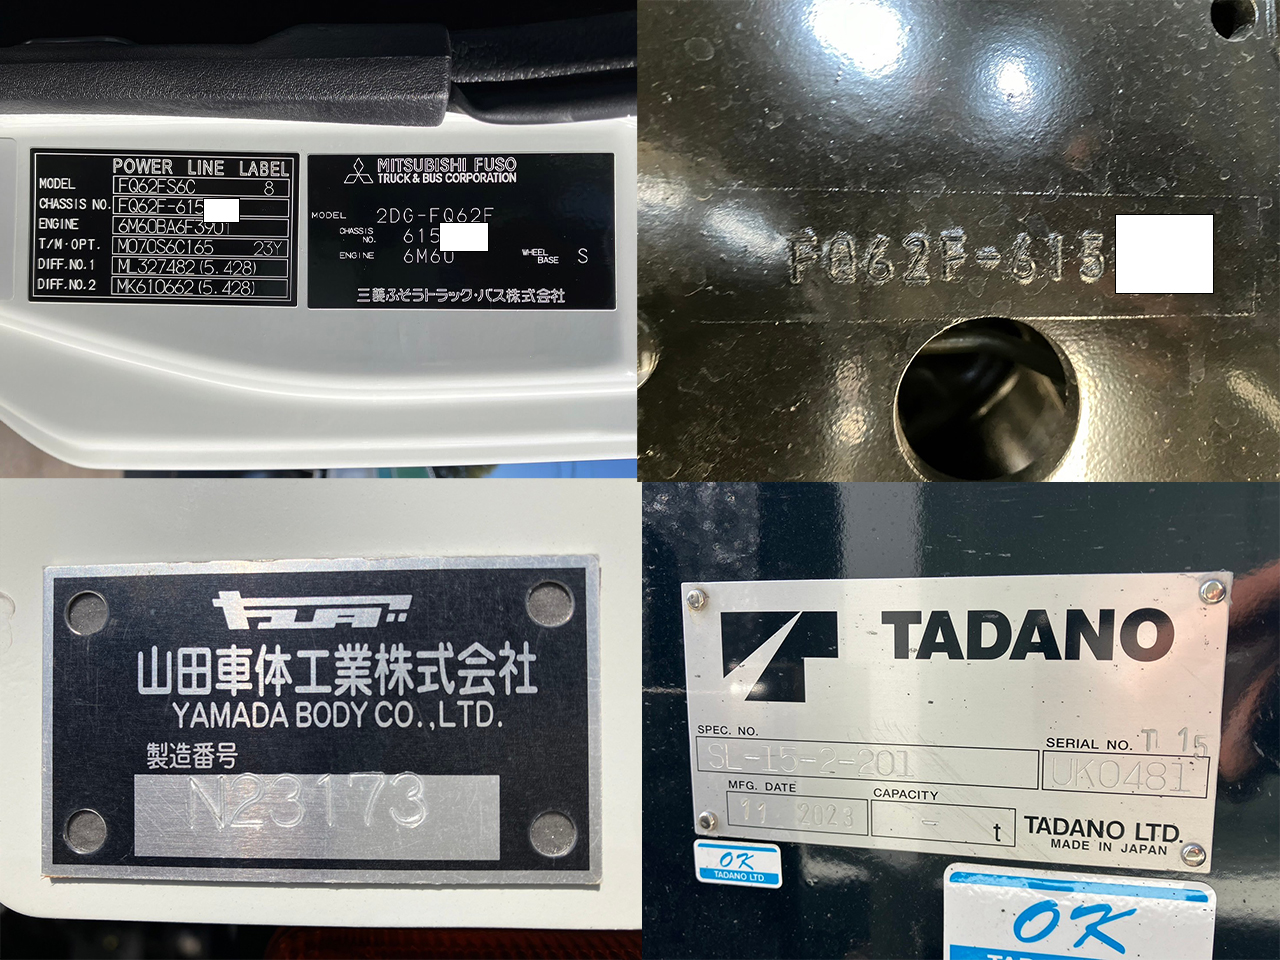 POWER LINE LABEL
MODEL FQ62FS6C 8
CHASSIS NO. FQ62F-615
ENGINE 6M60BA6F3901
T/M·OPT. M070S6C165 23Y
DIFF.NO.1 ML327482(5.428)
DIFF.NO.2 MK610662(5.428)
MITSUBISHI FUSO
TRUCK & BUS CORPORATION
MODEL 2DG-FQ62F
CHASSIS NO. 615
ENGINE 6M60 WHEEL BASE S
三菱ふそうトラック・バス株式会社
FQ62F-615
山田車体工業株式会社
YAMADA BODY CO.,LTD.
製造番号
N23173
TADANO
SPEC. NO.
SL-15-2-201
SERIAL NO. T 15
UK0481
MFG. DATE
11 2023
CAPACITY
- t
TADANO LTD.
MADE IN JAPAN
OK
TADANO LTD
OK